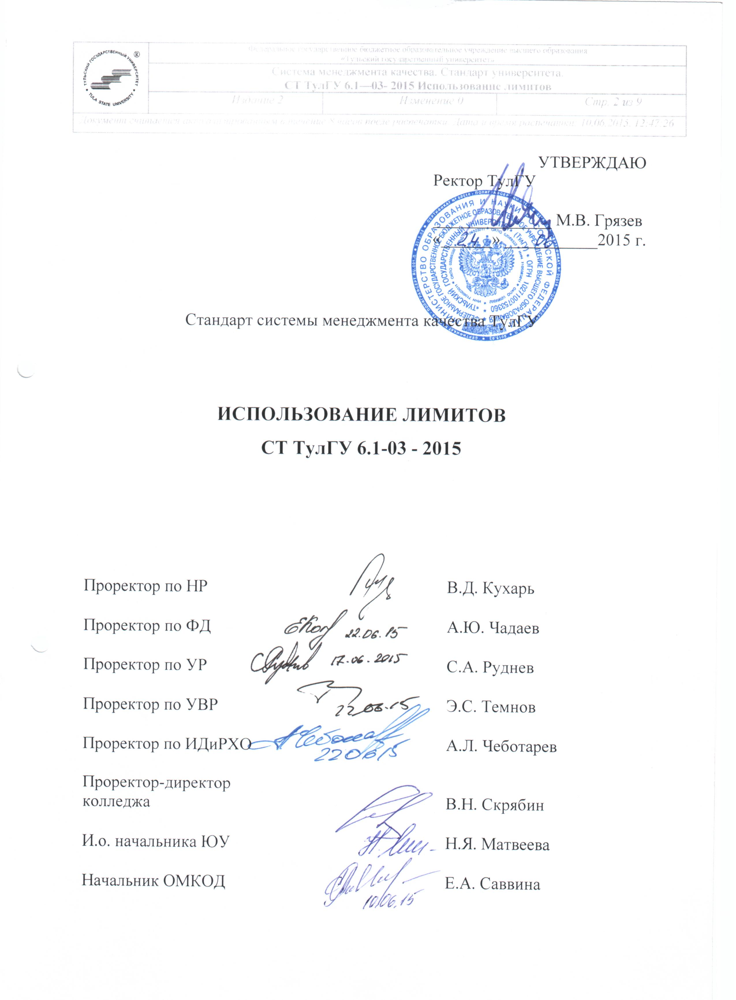 ТУЛЬСКИЙ ГОСУДАРСТВЕННЫЙ УНИВЕРСИТЕТ
TULA STATE UNIVERSITY
®
Федеральное государственное бюджетное образовательное учреждение высшего образования
«Тульский государственный университет»
Система менеджмента качества. Стандарт университета.
СТ ТулГУ 6.1—03- 2015 Использование лимитов
Издание 2
Изменение 0
Стр. 2 из 9
Документ считается актуализированным в течение 8 часов после распечатки. Дата и время распечатки: 10.06.2015, 12:47:26
УТВЕРЖДАЮ
Ректор ТулГУ
М.В. Грязев
«24» 06 2015 г.
МИНИСТЕРСТВО ОБРАЗОВАНИЯ И НАУКИ РОССИЙСКОЙ ФЕДЕРАЦИИ
ФЕДЕРАЛЬНОЕ ГОСУДАРСТВЕННОЕ БЮДЖЕТНОЕ ОБРАЗОВАТЕЛЬНОЕ УЧРЕЖДЕНИЕ ВЫСШЕГО ОБРАЗОВАНИЯ
«ТУЛЬСКИЙ ГОСУДАРСТВЕННЫЙ УНИВЕРСИТЕТ» (ТулГУ) * ОГРН 1027100753360
Стандарт системы менеджмента качества ТулГУ
ИСПОЛЬЗОВАНИЕ ЛИМИТОВ
СТ ТулГУ 6.1-03 - 2015
Проректор по НР В.Д. Кухарь
Проректор по ФД 22.06.15 А.Ю. Чадаев
Проректор по УР 17.06.2015 С.А. Руднев
Проректор по УВР 22 06.15 Э.С. Темнов
Проректор по ИДиРХО 220615 А.Л. Чеботарев
Проректор-директор
колледжа В.Н. Скрябин
И.о. начальника ЮУ Н.Я. Матвеева
Начальник ОМКОД 10.06.15 Е.А. Саввина